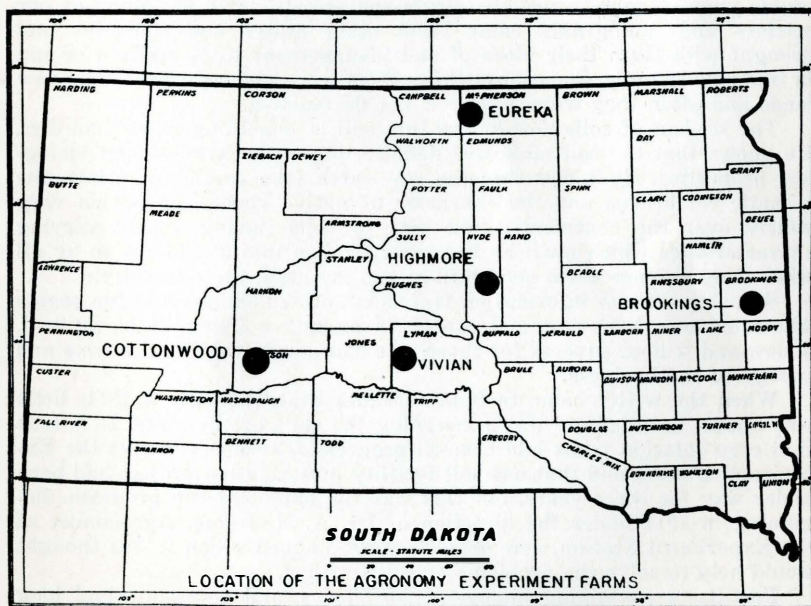 HARDING PERKINS CORSON CAMPBELL McPHERSON BROWN MARSHALL ROBERTS
EUREKA
WALWORTH EDMUNDS DAY
ZIEBACH DEWEY
GRANT
BUTTE POTTER FAULK SPINK CLARK CODINGTON
MEADE DEUEL
ARMSTRONG SULLY HYDE HAND HAMLIN
STANLEY HIGHMORE BEADLE
LAWRENCE HAAKON HUGHES KINGSBURY BROOKINGS
BROOKINGS
PENNINGTON JONES LYMAN BUFFALO JERAULD SANBORN MINER LAKE MOODY
COTTONWOOD SON VIVIAN BRULE AURORA
CUSTER DAVISON HANSON McCOOK MINNEHAHA
WASHINGTON WASHABAUGH MELLETTE TRIPP
FALL RIVER DOUGLAS HUTCHINSON TURNER LINCOLN
SHANNON BENNETT TODD GREGORY CHARLES MIX
BONHOMME YANKTON CLAY UNION
SOUTH DAKOTA
SCALE - STATUTE MILES
LOCATION OF THE AGRONOMY EXPERIMENT FARMS